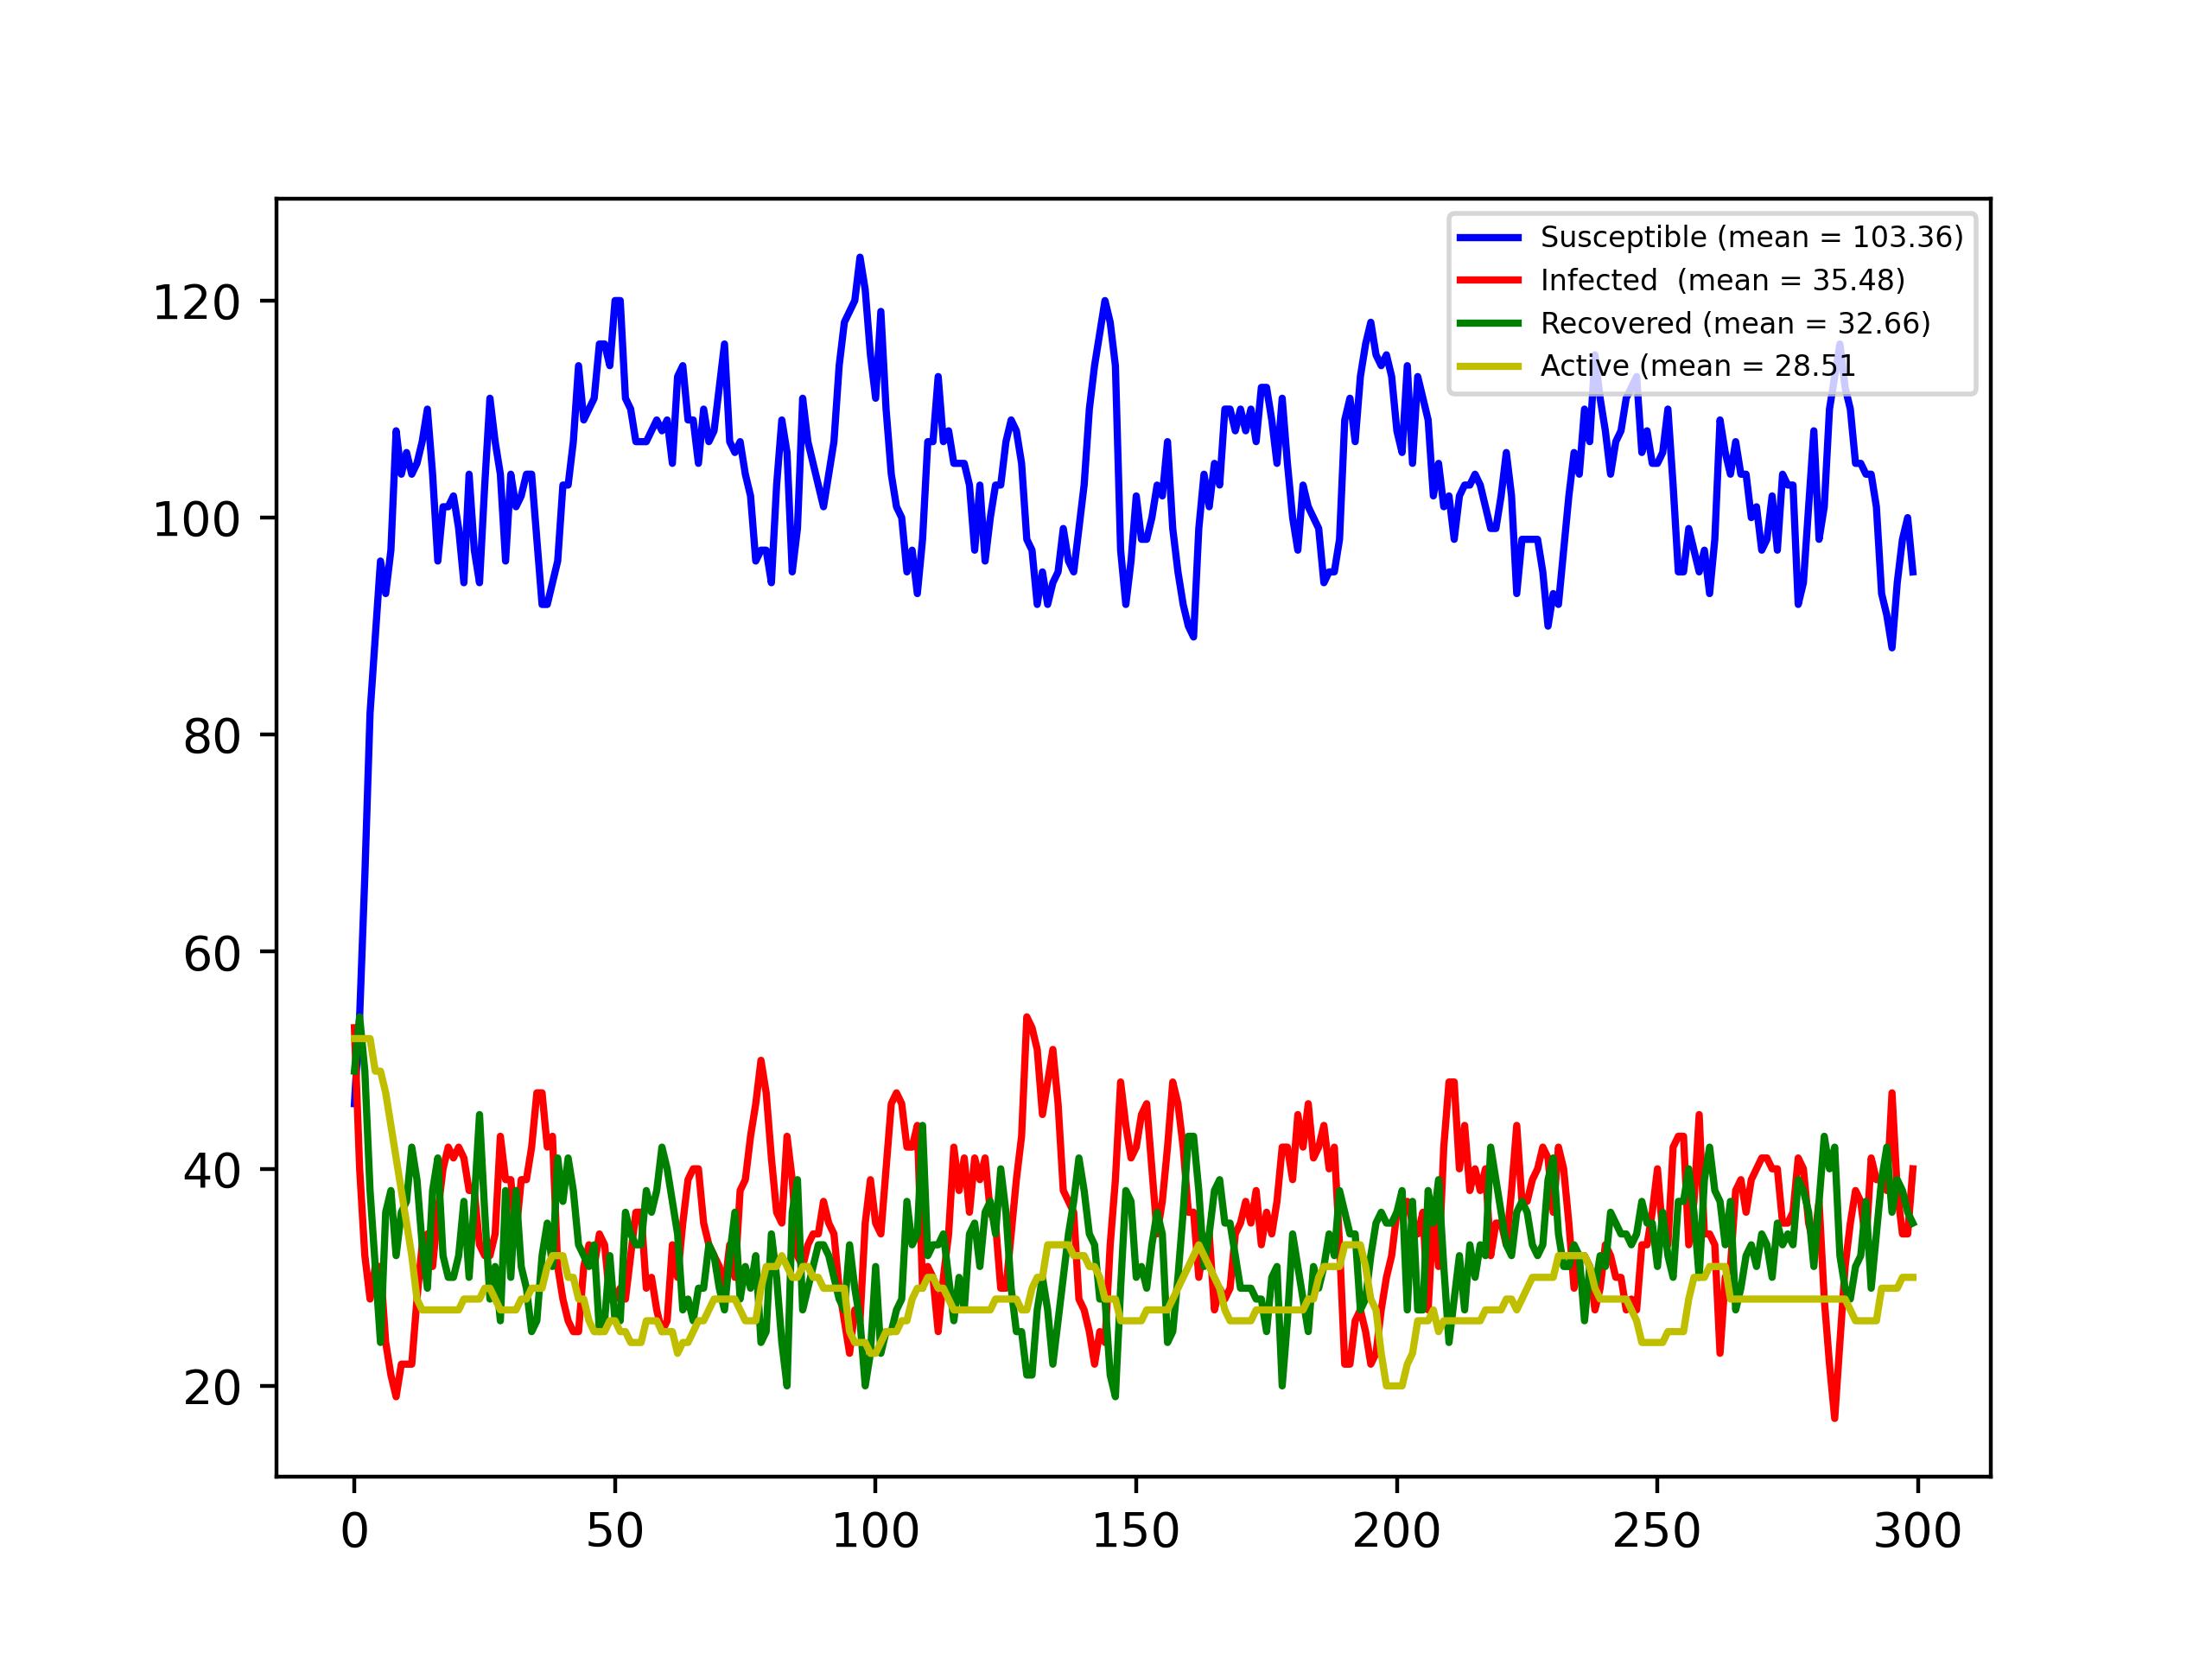 Susceptible (mean = 103.36)
Infected  (mean = 35.48)
Recovered (mean = 32.66)
Active (mean = 28.51
120
100
80
60
40
20
0 50 100 150 200 250 300